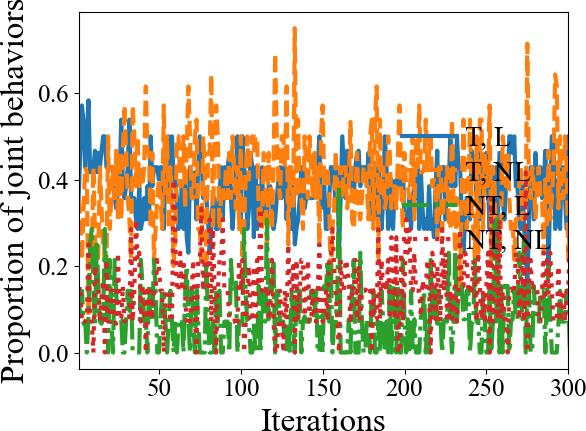 Proportion of joint behaviors
0.6
0.4
0.2
0.0
T, L
T, NL
NT, L
NT, NL
50
100
150
200
250
300
Iterations